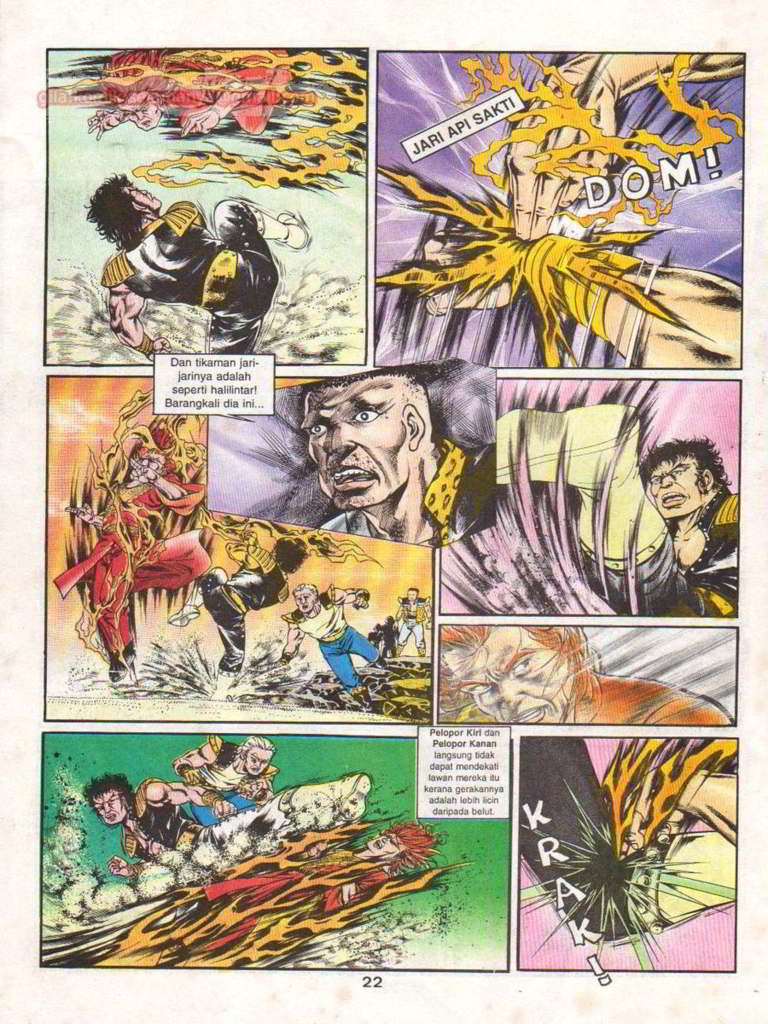 JARI API SAKTI
DOM!
Dan tikaman jari-
jarinya adalah
seperti halilintar!
Barangkali dia ini...
Pelopor Kiri dan
Pelopor Kanan
langsung tidak
dapat mendekati
lawan mereka itu
kerana gerakannya
adalah lebih licin
daripada belut.
KRAK!
22